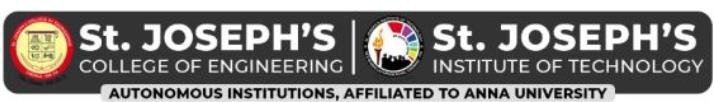 St. JOSEPH'S
COLLEGE OF ENGINEERING
St. JOSEPH'S
INSTITUTE OF TECHNOLOGY
AUTONOMOUS INSTITUTIONS, AFFILIATED TO ANNA UNIVERSITY